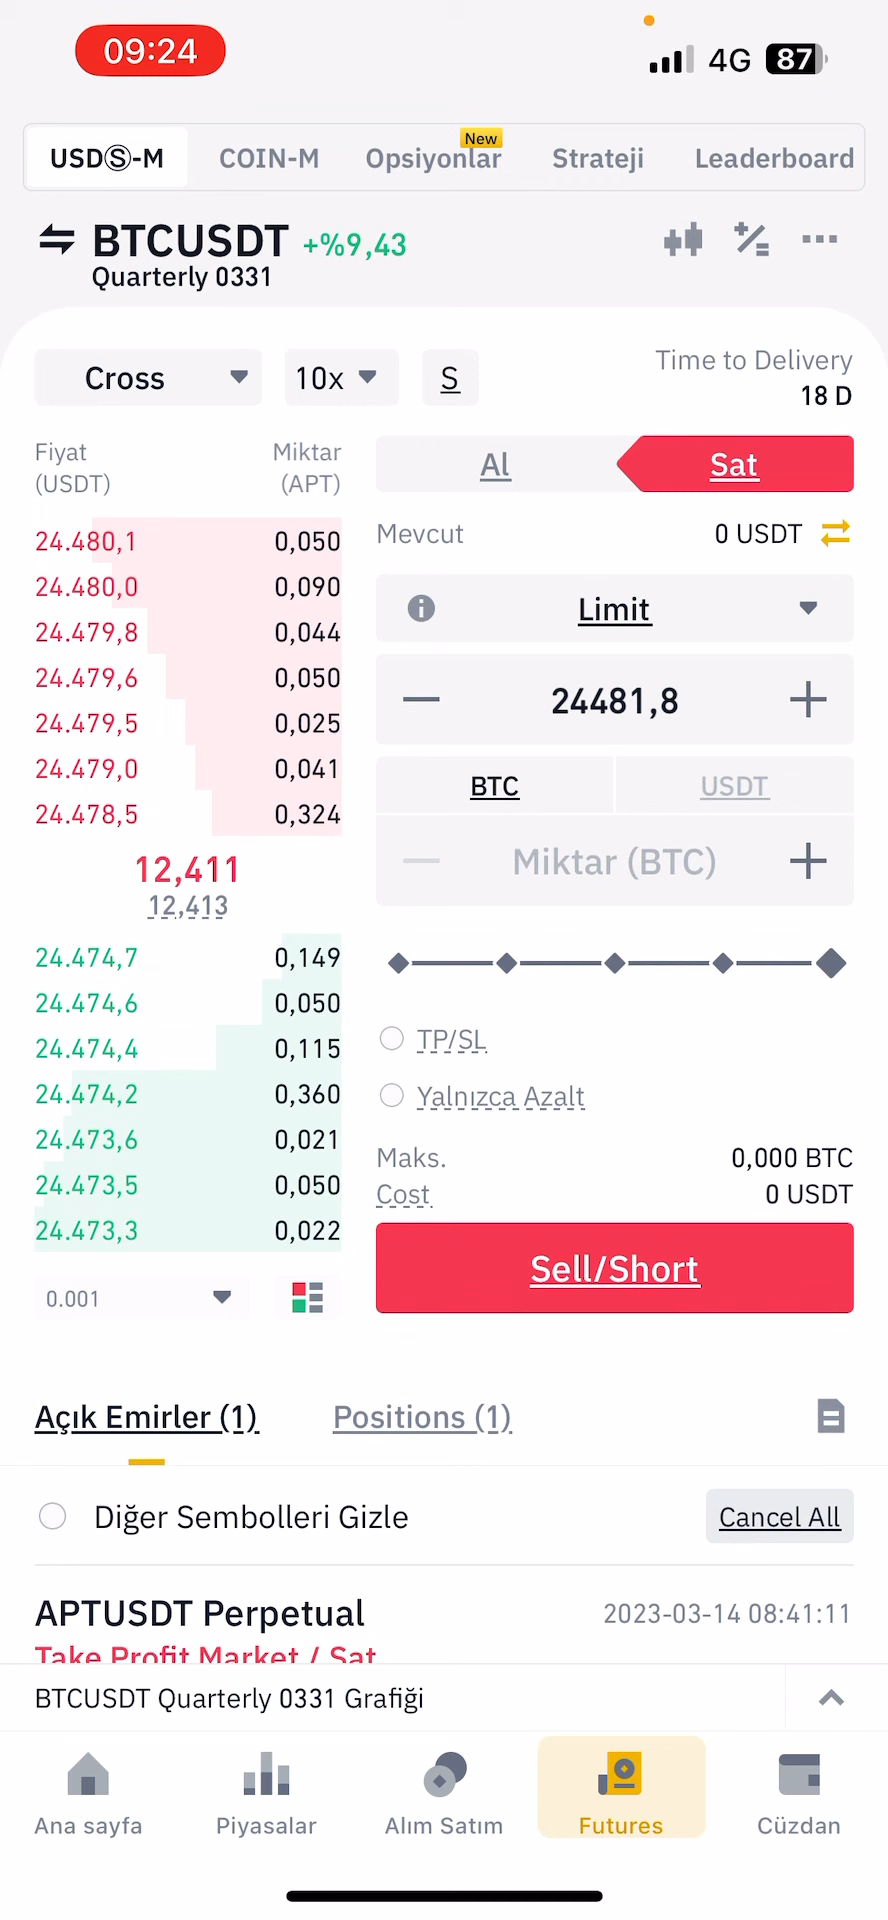 09:24
4G 87
New
USDⓈ-M COIN-M Opsiyonlar Strateji Leaderboard
BTCUSDT +%9,43
Quarterly 0331
Cross 10x S
Time to Delivery
18 D
Fiyat Miktar
(USDT) (APT)
Al Sat
Mevcut 0 USDT
24.480,1 0,050
24.480,0 0,090
24.479,8 0,044
24.479,6 0,050
24.479,5 0,025
24.479,0 0,041
24.478,5 0,324
12,411
12,413
24.474,7 0,149
24.474,6 0,050
24.474,4 0,115
24.474,2 0,360
24.473,6 0,021
24.473,5 0,050
24.473,3 0,022
0.001
Limit
24481,8
BTC USDT
Miktar (BTC)
TP/SL
Yalnızca Azalt
Maks. 0,000 BTC
Cost 0 USDT
Sell/Short
Açık Emirler (1) Positions (1)
Diğer Sembolleri Gizle Cancel All
APTUSDT Perpetual 2023-03-14 08:41:11
Take Profit Market / Sat
BTCUSDT Quarterly 0331 Grafiği
Ana sayfa Piyasalar Alım Satım Futures Cüzdan